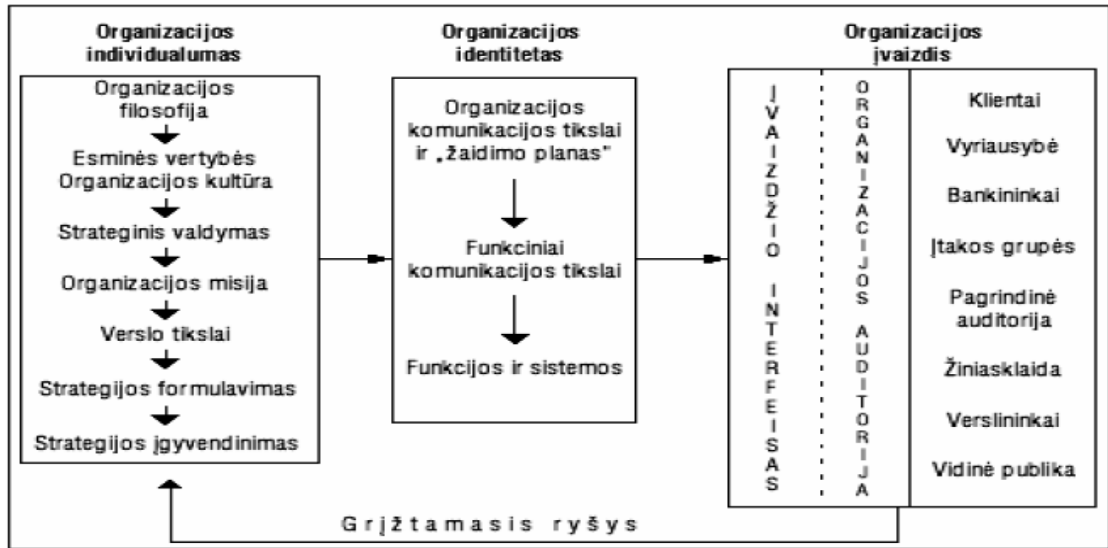 Organizacijos
individualumas
Organizacijos
filosofija
Esminės vertybės
Organizacijos kultūra
Strateginis valdymas
Organizacijos misija
Verslo tikslai
Strategijos formulavimas
Strategijos įgyvendinimas
Organizacijos
identitetas
Organizacijos
komunikacijos tikslai
ir „žaidimo planas"
Funkciniai
komunikacijos tikslai
Funkcijos ir sistemos
Organizacijos
įvaizdis
ĮVAIZDŽIO INTERFEISAS
ORGANIZACIJOS AUDITORIJA
Klientai
Vyriausybė
Bankininkai
Įtakos grupės
Pagrindinė
auditorija
Žiniasklaida
Verslininkai
Vidinė publika
Grįžtamasis ryšys